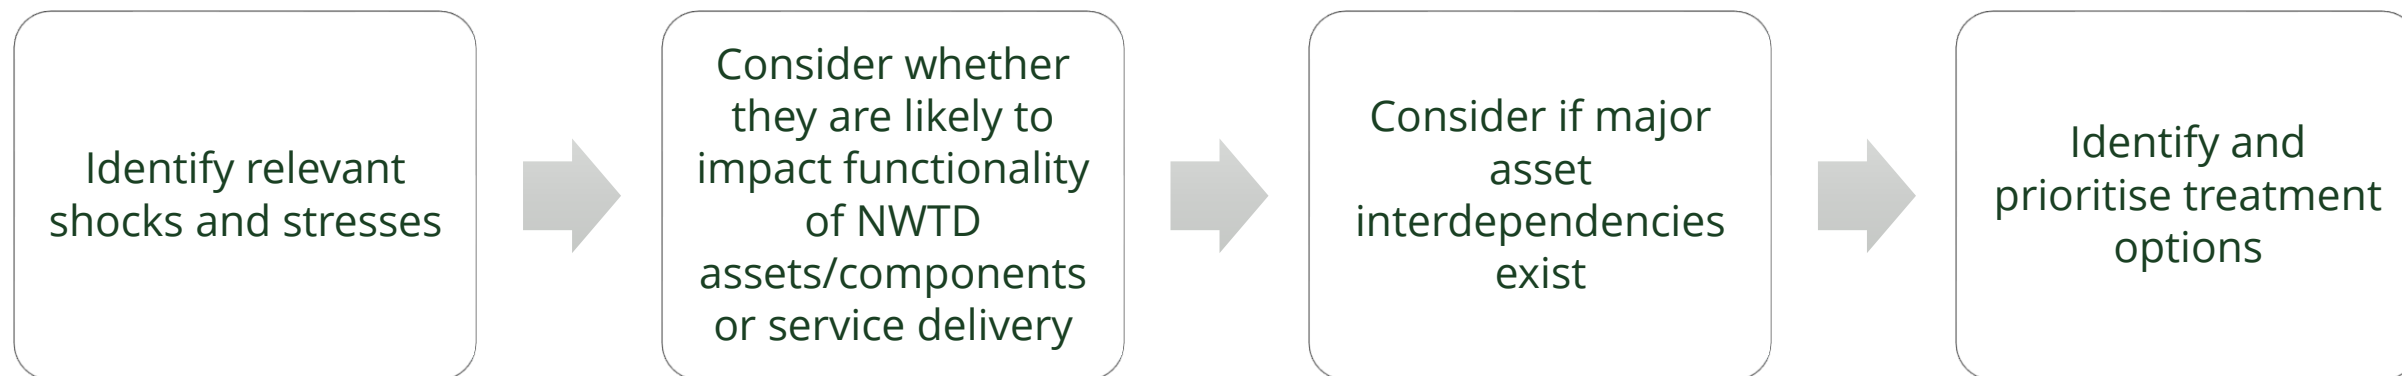 Identify relevant
shocks and stresses
Consider whether
they are likely to
impact functionality
of NWTD
assets/components
or service delivery
Consider if major
asset
interdependencies
exist
Identify and
prioritise treatment
options